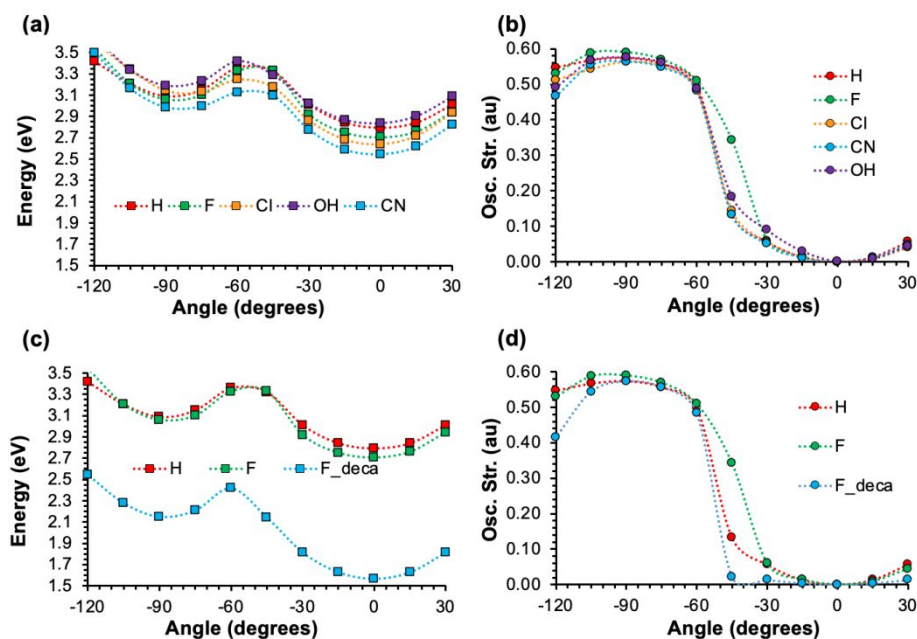 (a)
3.5
3.3
3.1
2.9
2.7
2.5
2.3
2.1
1.9
1.7
1.5
Energy (eV)
H F Cl OH CN
-120 -90 -60 -30 0 30
Angle (degrees)
(b)
0.60
0.50
0.40
0.30
0.20
0.10
0.00
Osc. Str. (au)
H
F
Cl
CN
OH
-120 -90 -60 -30 0 30
Angle (degrees)
(c)
3.5
3.3
3.1
2.9
2.7
2.5
2.3
2.1
1.9
1.7
1.5
Energy (eV)
H F F_deca
-120 -90 -60 -30 0 30
Angle (degrees)
(d)
0.60
0.50
0.40
0.30
0.20
0.10
0.00
Osc. Str. (au)
H
F
F_deca
-120 -90 -60 -30 0 30
Angle (degrees)